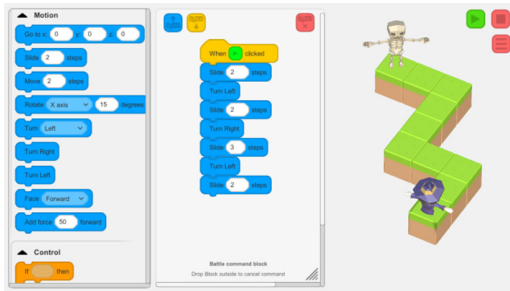 Motion
Go to x: 0 y: 0 z: 0
Slide 2 steps
Move 2 steps
Rotate X axis 15 degrees
Turn Left
Turn Right
Turn Left
Face Forward
Add force 50 forward
Control
If then
When clicked
Slide 2 steps
Turn Left
Slide 2 steps
Turn Right
Slide 3 steps
Turn Left
Slide 2 steps
Battle command block
Drop Block outside to cancel command